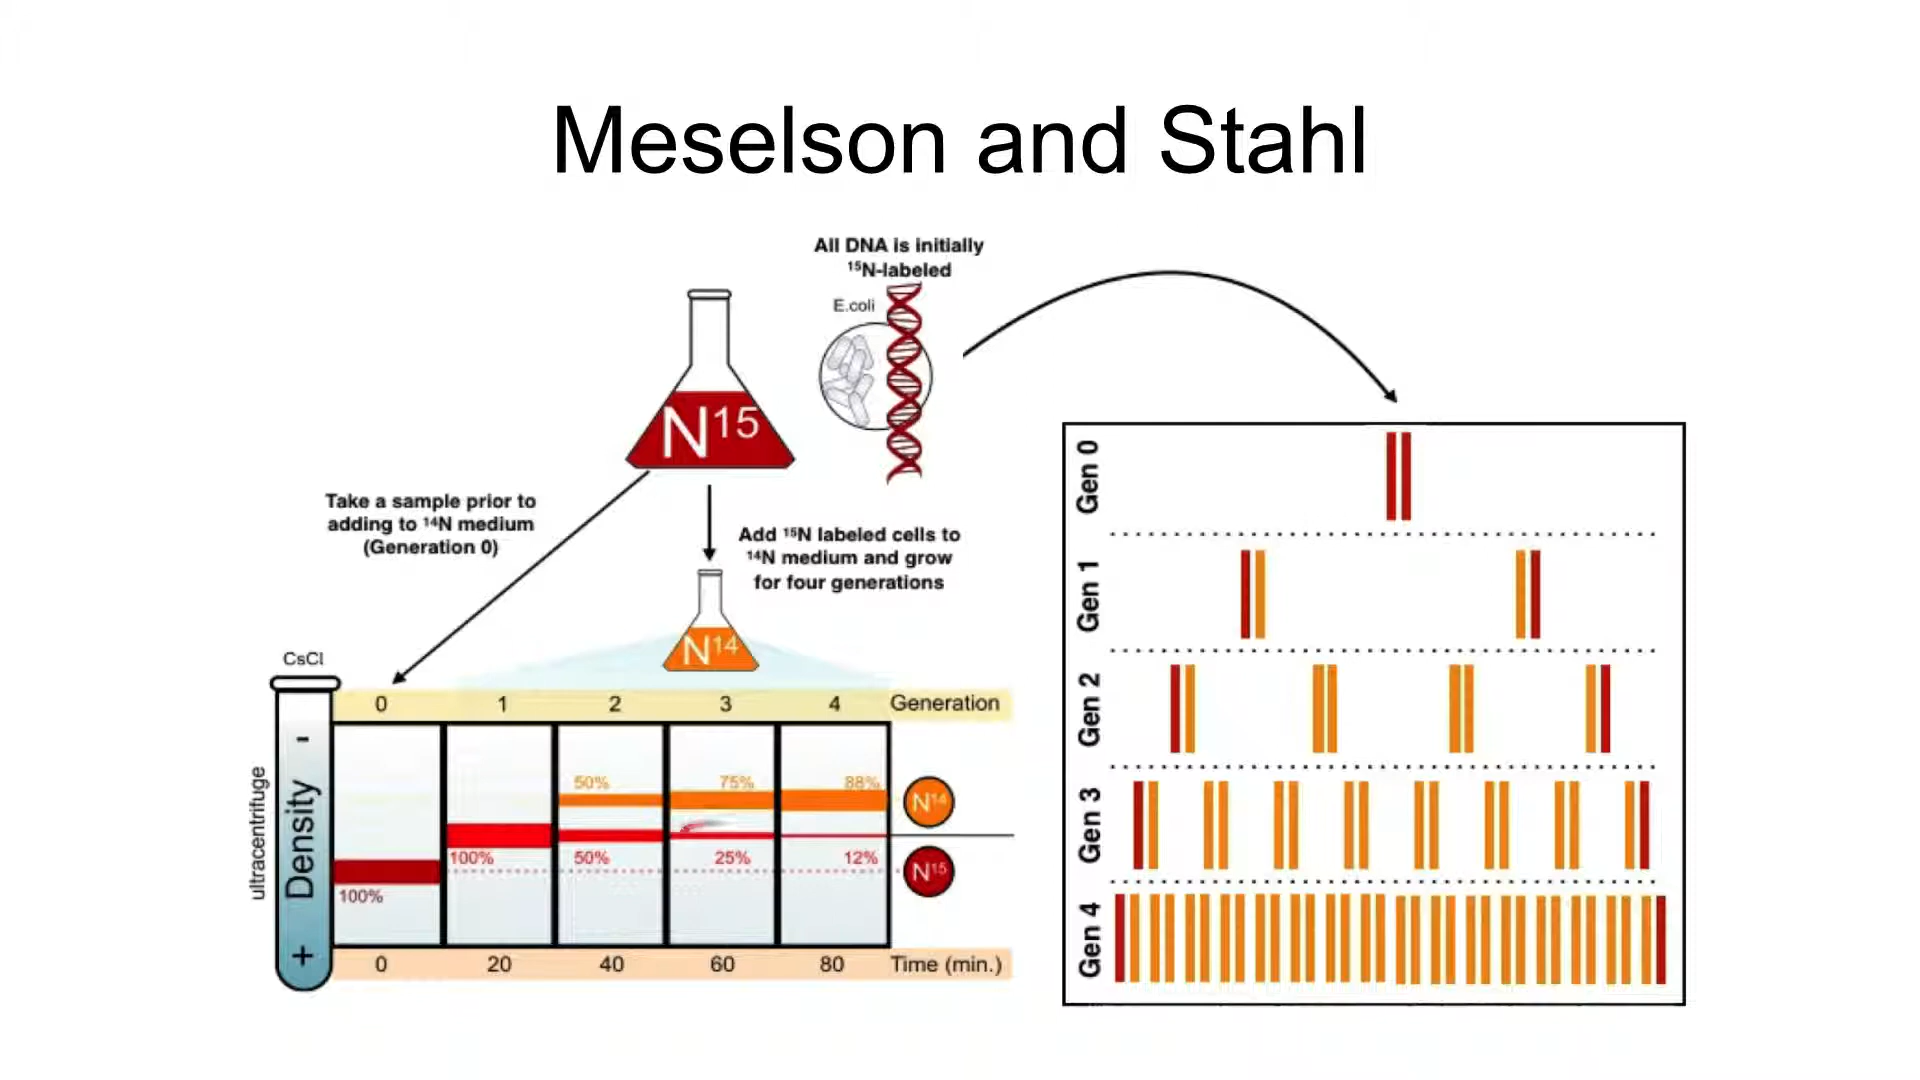 Meselson and Stahl
All DNA is initially
¹⁵N-labeled
E.coli
N¹⁵
Take a sample prior to
adding to ¹⁴N medium
(Generation 0)
Add ¹⁵N labeled cells to
¹⁴N medium and grow
for four generations
N¹⁴
CsCl
0 1 2 3 4 Generation
ultracentrifuge
- Density +
50% 75% 88%
N¹⁴
100% 50% 25% 12%
N¹⁵
100%
0 20 40 60 80 Time (min.)
Gen 0
Gen 1
Gen 2
Gen 3
Gen 4